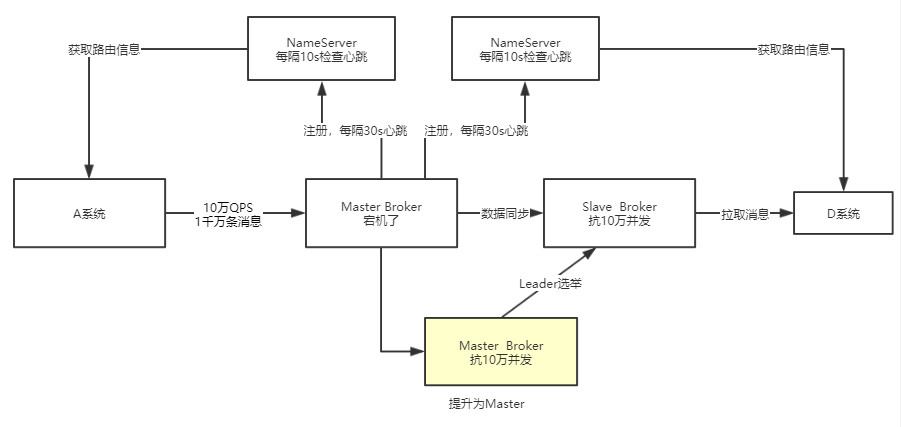 NameServer
每隔10s检查心跳
NameServer
每隔10s检查心跳
获取路由信息
获取路由信息
注册，每隔30s心跳
注册，每隔30s心跳
A系统
10万QPS
1千万条消息
Master Broker
宕机了
数据同步
Slave Broker
抗10万并发
拉取消息
D系统
Leader选举
Master Broker
抗10万并发
提升为Master